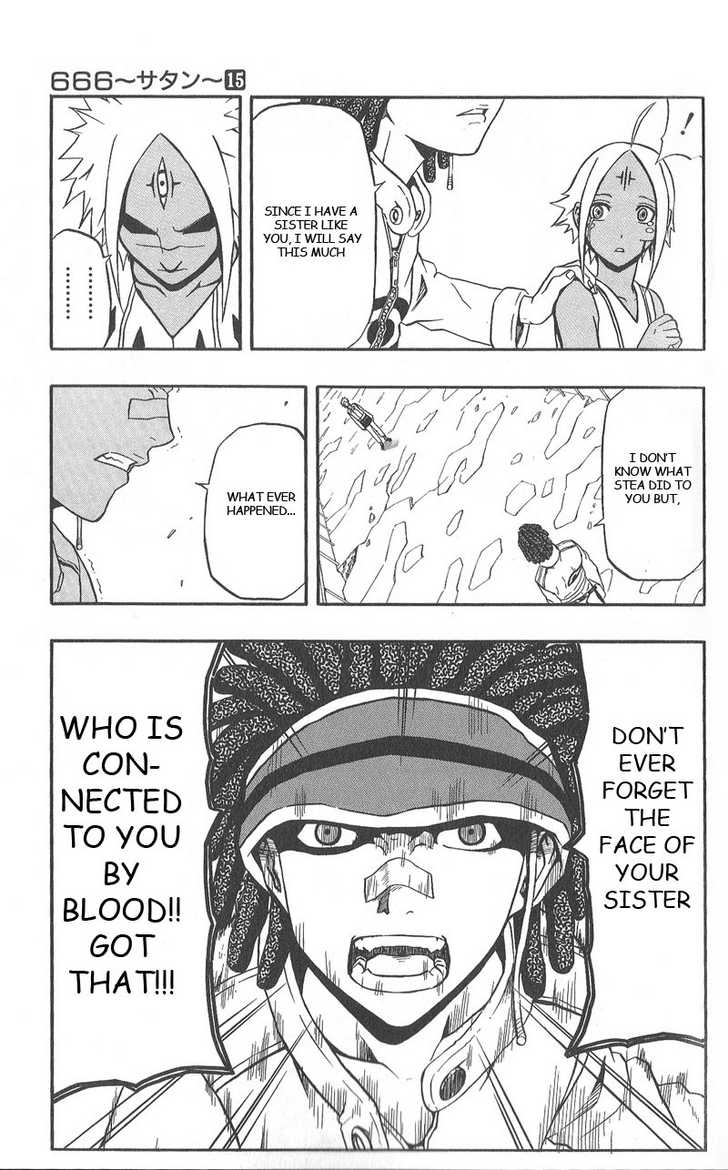 666～サタン～15
!
SINCE I HAVE A
SISTER LIKE
YOU, I WILL SAY
THIS MUCH
………
I DON'T
KNOW WHAT
STEA DID TO
YOU BUT,
WHAT EVER
HAPPENED...
DON'T
EVER
FORGET
THE
FACE OF
YOUR
SISTER
WHO IS
CON-
NECTED
TO YOU
BY
BLOOD!!
GOT
THAT!!!